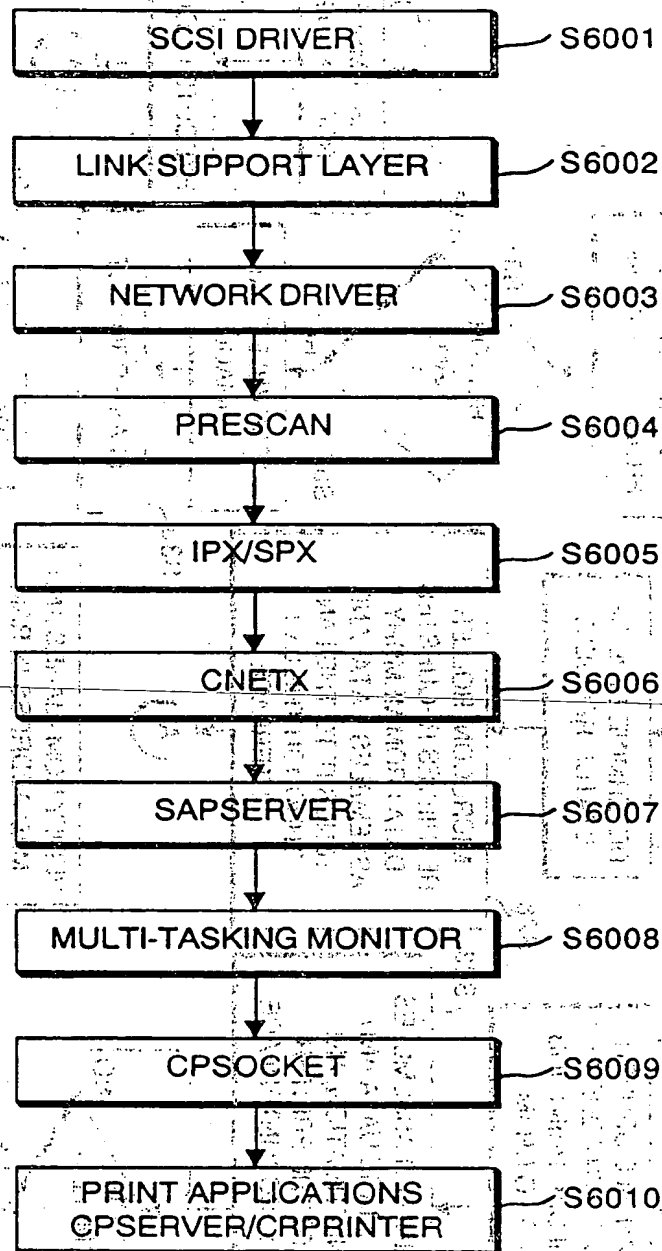 SCSI DRIVER S6001
LINK SUPPORT LAYER S6002
NETWORK DRIVER S6003
PRESCAN S6004
IPX/SPX S6005
CNETX S6006
SAPSERVER S6007
MULTI-TASKING MONITOR S6008
CPSOCKET S6009
PRINT APPLICATIONS S6010
CPSERVER/CRPRINTER